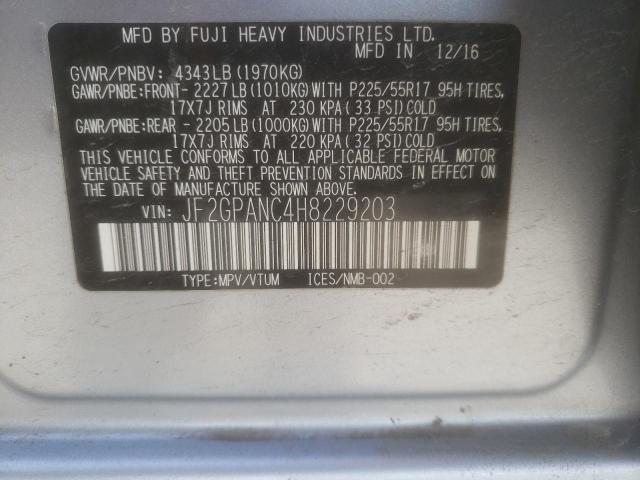 MFD BY FUJI HEAVY INDUSTRIES LTD.
MFD IN 12/16
GVWR/PNBV: 4343LB(1970KG)
GAWR/PNBE:FRONT- 2227LB(1010KG)WITH P225/55R17 95H TIRES,
17X7J RIMS AT 230 KPA(33 PSI)COLD
GAWR/PNBE:REAR - 2205LB(1000KG)WITH P225/55R17 95H TIRES,
17X7J RIMS AT 220 KPA(32 PSI)COLD
THIS VEHICLE CONFORMS TO ALL APPLICABLE FEDERAL MOTOR
VEHICLE SAFETY AND THEFT PREVENTION STANDARDS IN EFFECT
ON THE DATE OF MANUFACTURE SHOWN ABOVE.
VIN: JF2GPANC4H8229203
TYPE:MPV/VTUM ICES/NMB-002